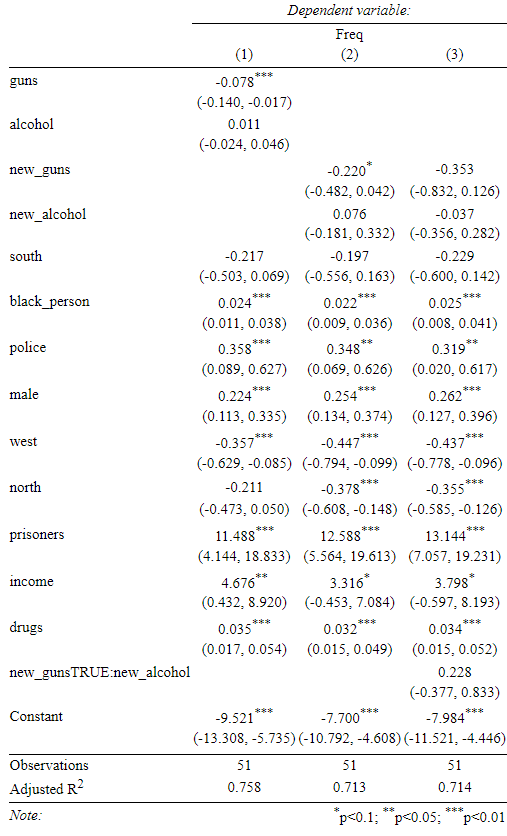 Dependent variable:
Freq
(1) (2) (3)
guns -0.078***
(-0.140, -0.017)
alcohol 0.011
(-0.024, 0.046)
new_guns -0.220* -0.353
(-0.482, 0.042) (-0.832, 0.126)
new_alcohol 0.076 -0.037
(-0.181, 0.332) (-0.356, 0.282)
south -0.217 -0.197 -0.229
(-0.503, 0.069) (-0.556, 0.163) (-0.600, 0.142)
black_person 0.024*** 0.022*** 0.025***
(0.011, 0.038) (0.009, 0.036) (0.008, 0.041)
police 0.358*** 0.348** 0.319**
(0.089, 0.627) (0.069, 0.626) (0.020, 0.617)
male 0.224*** 0.254*** 0.262***
(0.113, 0.335) (0.134, 0.374) (0.127, 0.396)
west -0.357*** -0.447*** -0.437***
(-0.629, -0.085) (-0.794, -0.099) (-0.778, -0.096)
north -0.211 -0.378*** -0.355***
(-0.473, 0.050) (-0.608, -0.148) (-0.585, -0.126)
prisoners 11.488*** 12.588*** 13.144***
(4.144, 18.833) (5.564, 19.613) (7.057, 19.231)
income 4.676** 3.316* 3.798*
(0.432, 8.920) (-0.453, 7.084) (-0.597, 8.193)
drugs 0.035*** 0.032*** 0.034***
(0.017, 0.054) (0.015, 0.049) (0.015, 0.052)
new_gunsTRUE:new_alcohol 0.228
(-0.377, 0.833)
Constant -9.521*** -7.700*** -7.984***
(-13.308, -5.735) (-10.792, -4.608) (-11.521, -4.446)
Observations 51 51 51
Adjusted R2 0.758 0.713 0.714
Note: *p<0.1; **p<0.05; ***p<0.01